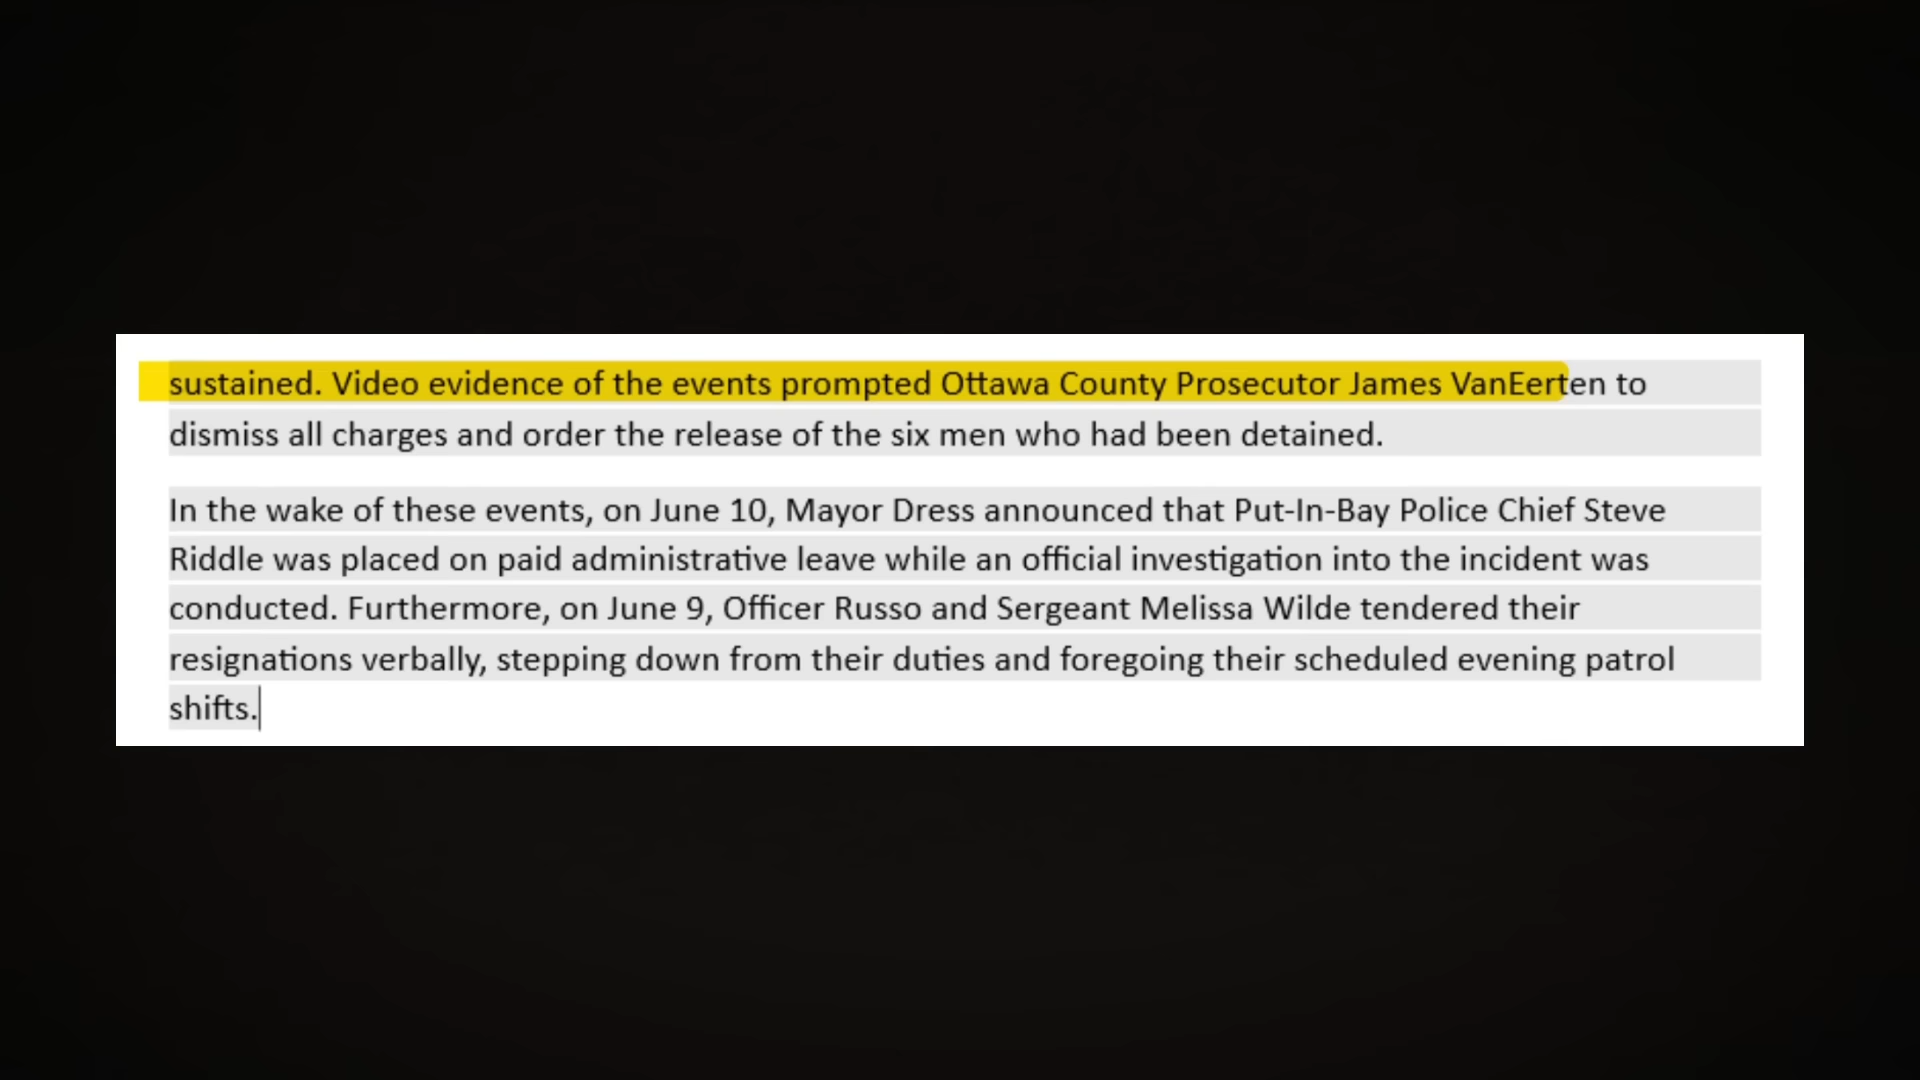 sustained. Video evidence of the events prompted Ottawa County Prosecutor James VanEerten to
dismiss all charges and order the release of the six men who had been detained.
In the wake of these events, on June 10, Mayor Dress announced that Put-In-Bay Police Chief Steve
Riddle was placed on paid administrative leave while an official investigation into the incident was
conducted. Furthermore, on June 9, Officer Russo and Sergeant Melissa Wilde tendered their
resignations verbally, stepping down from their duties and foregoing their scheduled evening patrol
shifts.